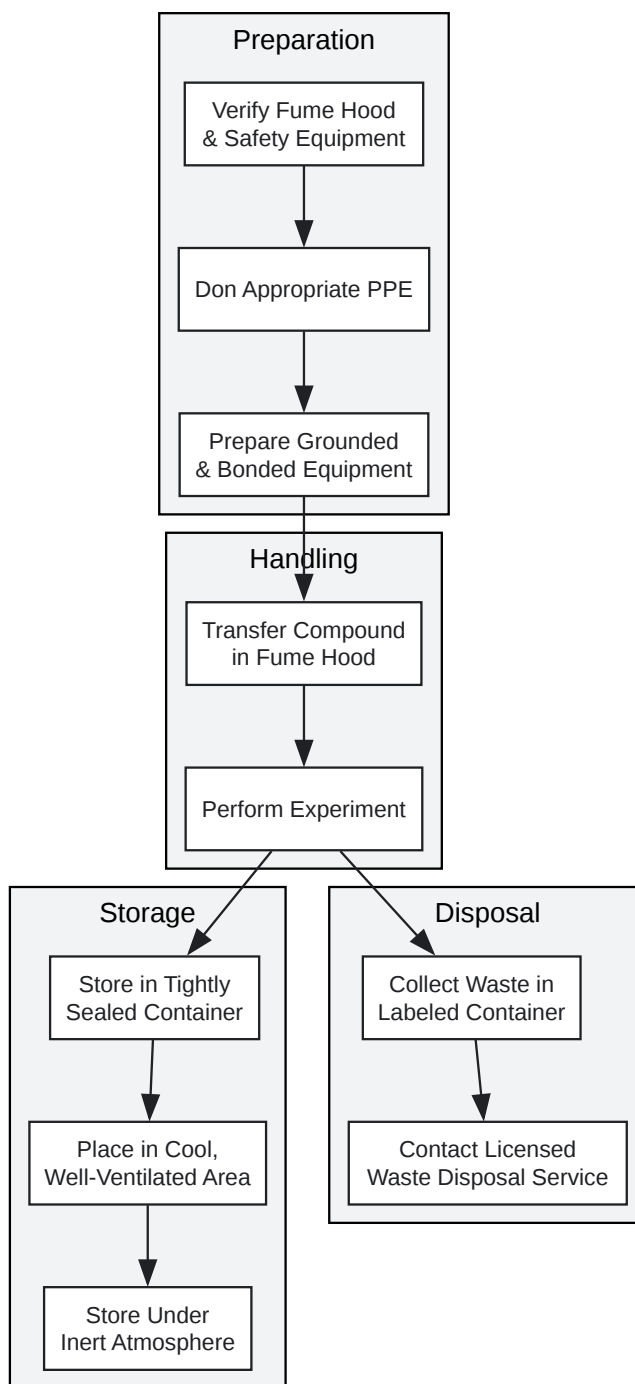 Preparation
Verify Fume Hood
& Safety Equipment
Don Appropriate PPE
Prepare Grounded
& Bonded Equipment
Handling
Transfer Compound
in Fume Hood
Perform Experiment
Storage
Store in Tightly
Sealed Container
Place in Cool,
Well-Ventilated Area
Store Under
Inert Atmosphere
Disposal
Collect Waste in
Labeled Container
Contact Licensed
Waste Disposal Service